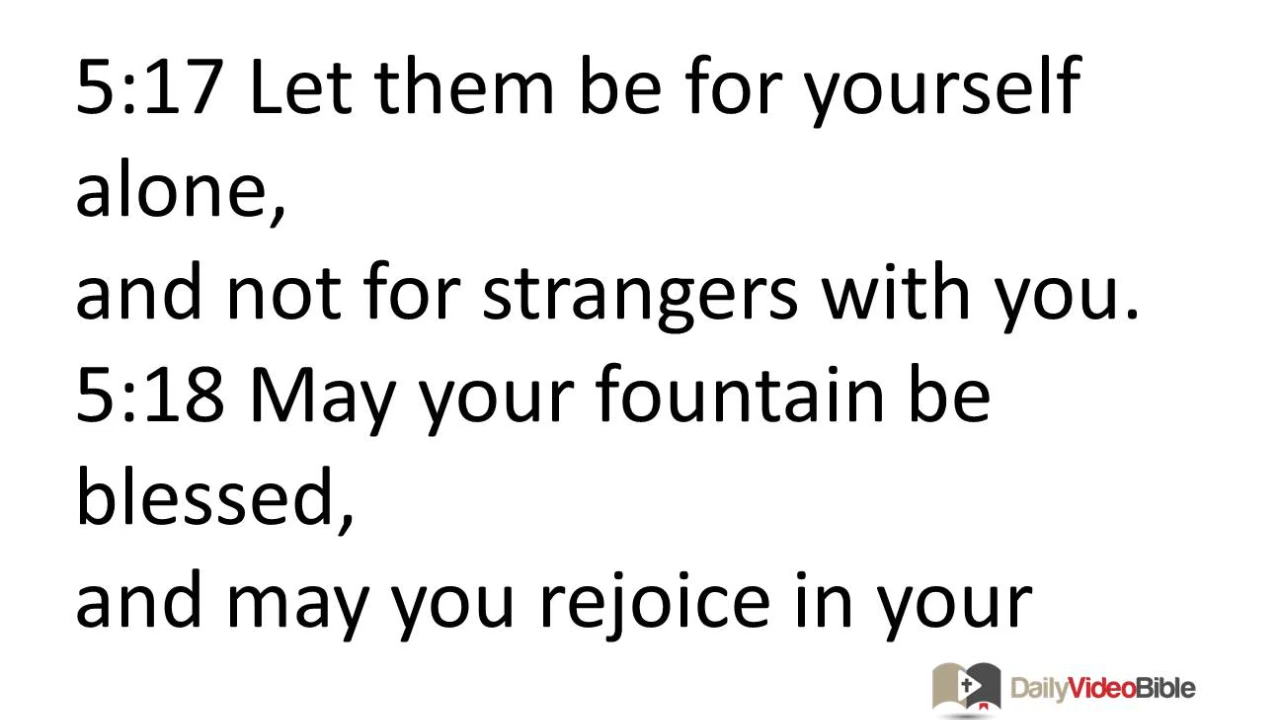 5:17 Let them be for yourself
alone,
and not for strangers with you.
5:18 May your fountain be
blessed,
and may you rejoice in your
DailyVideoBible